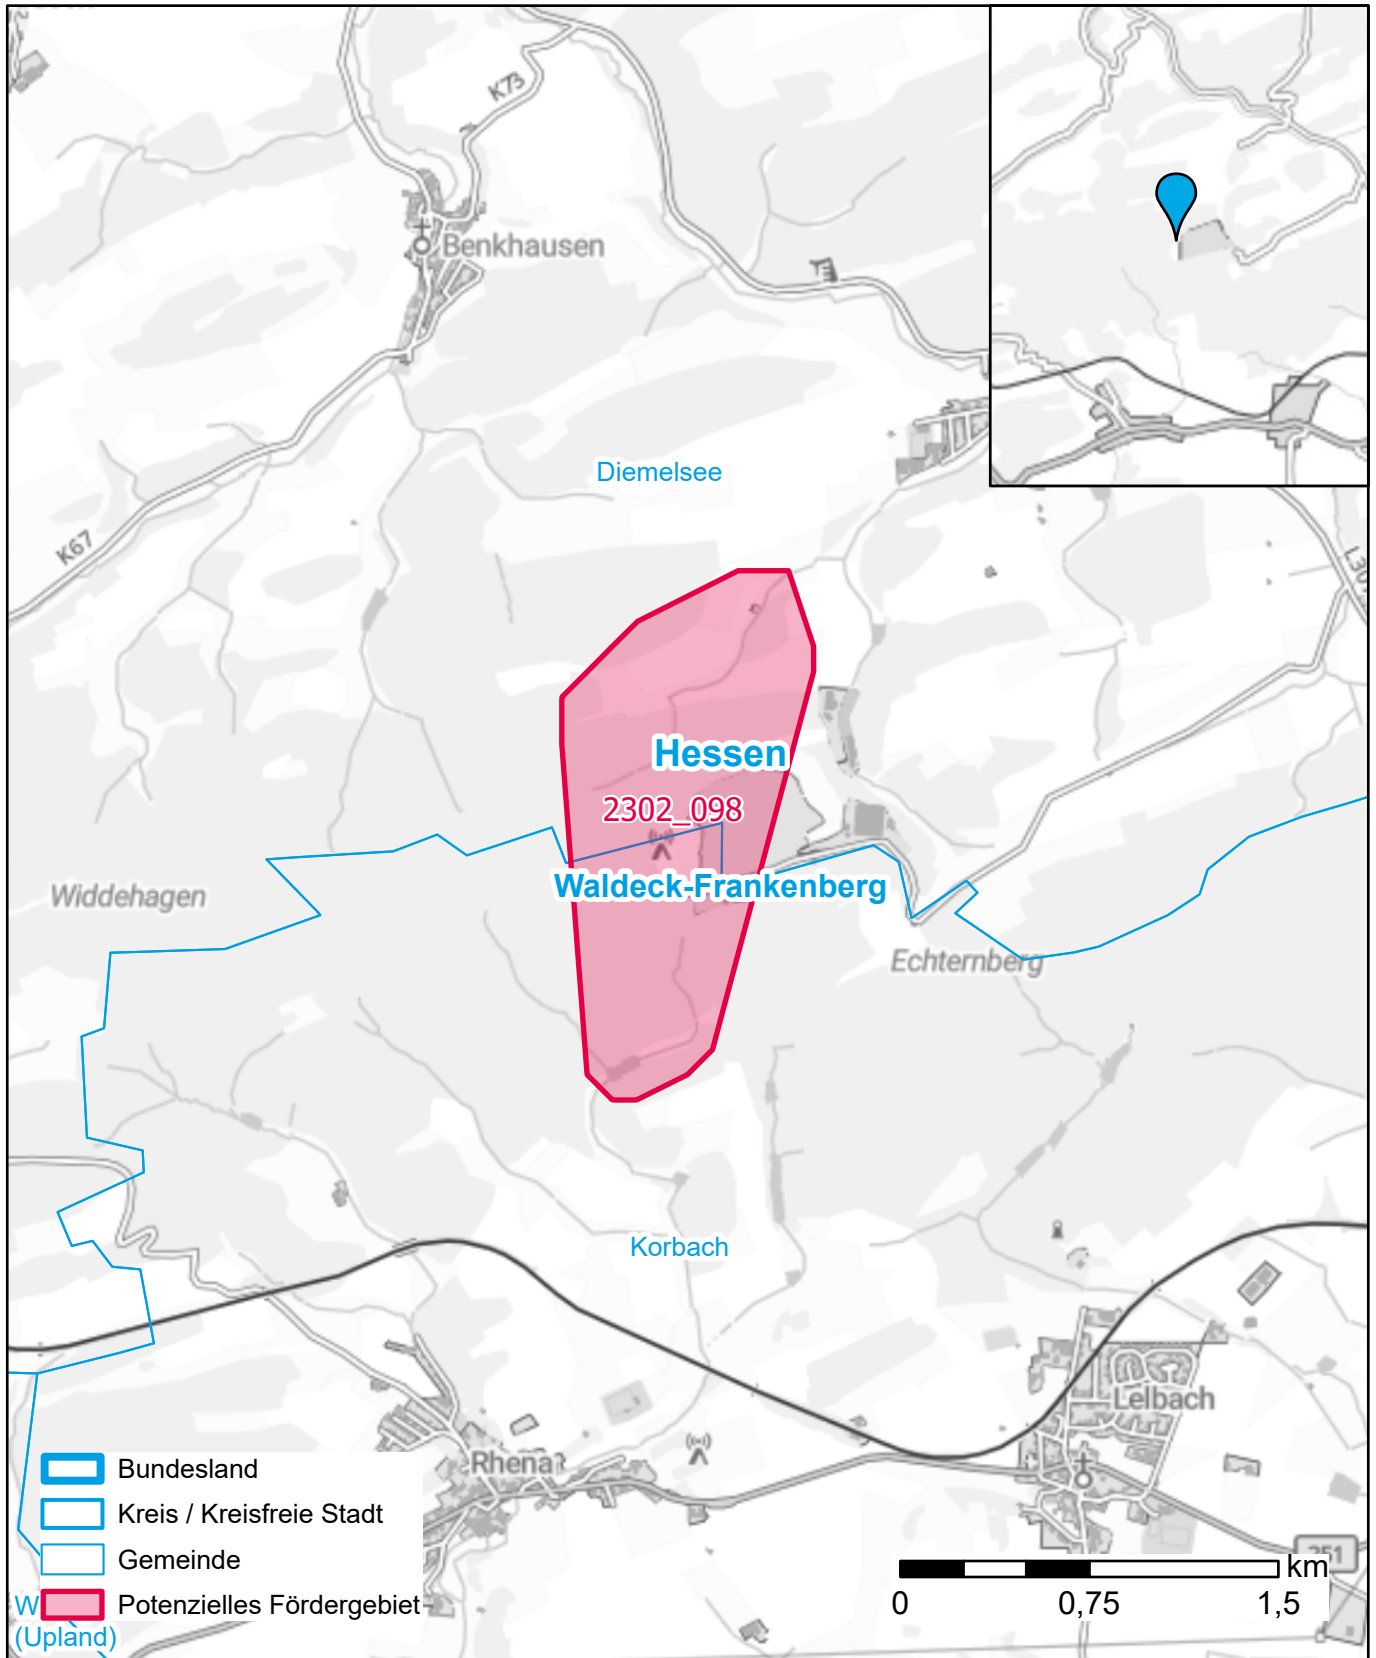 K73
Benkhausen
Diemelsee
K67
Hessen
2302_098
Waldeck-Frankenberg
Widdehagen
Echternberg
Korbach
Lelbach
Rhena
Bundesland
Kreis / Kreisfreie Stadt
Gemeinde
Potenzielles Fördergebiet
W
(Upland)
km
0 0,75 1,5